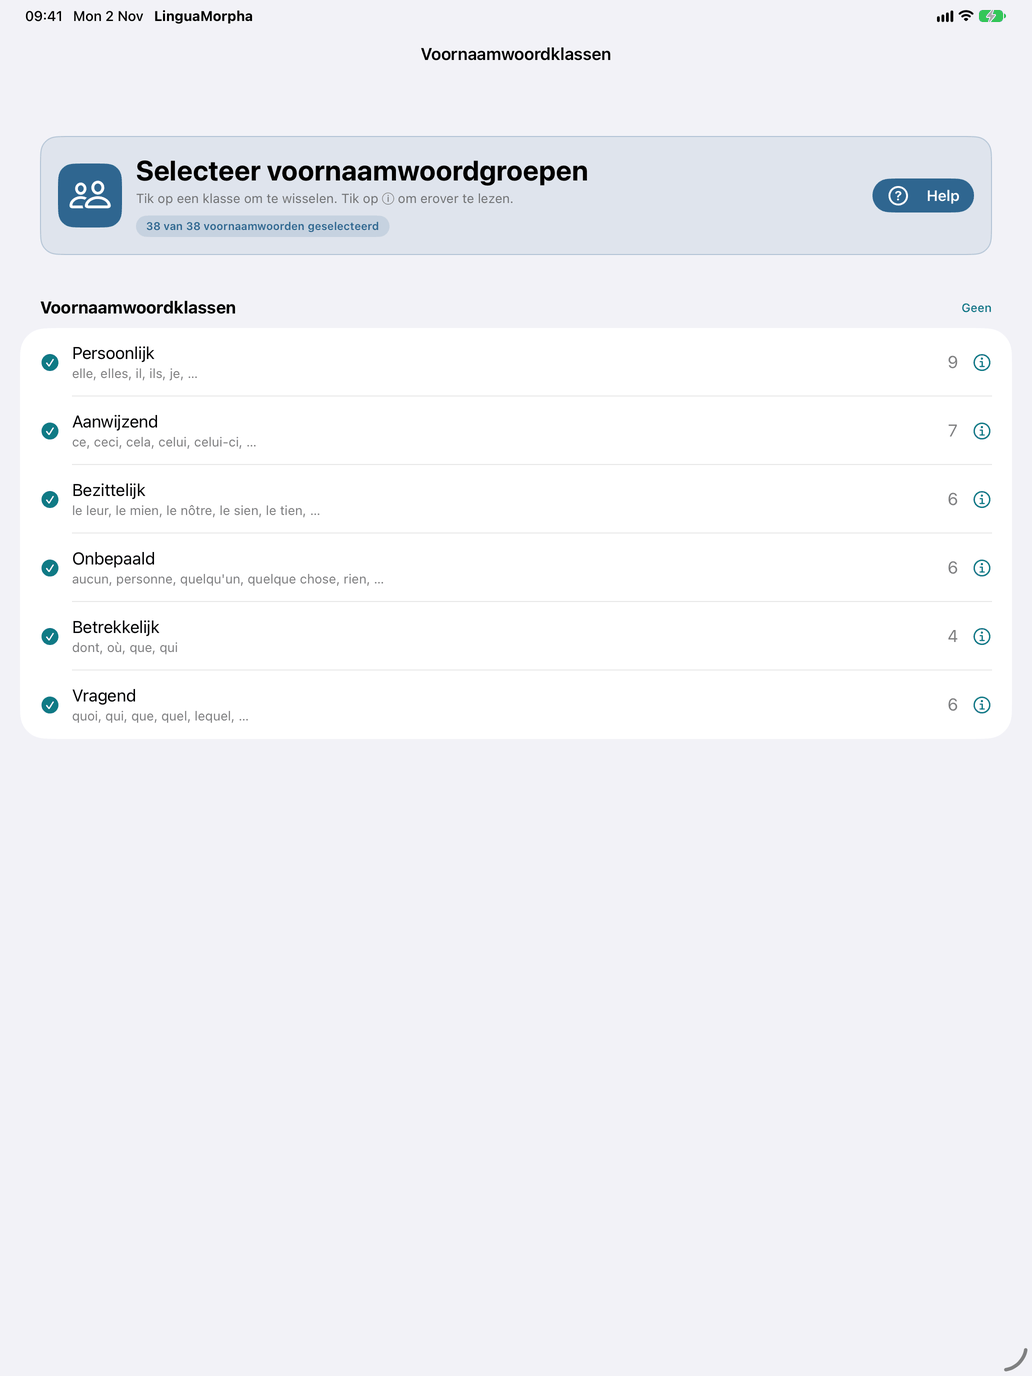 09:41 Mon 2 Nov LinguaMorpha
Voornaamwoordklassen
Selecteer voornaamwoordgroepen
Tik op een klasse om te wisselen. Tik op ⓘ om erover te lezen.
38 van 38 voornaamwoorden geselecteerd
Help
Voornaamwoordklassen
Geen
Persoonlijk
elle, elles, il, ils, je, ...
9
Aanwijzend
ce, ceci, cela, celui, celui-ci, ...
7
Bezittelijk
le leur, le mien, le nôtre, le sien, le tien, ...
6
Onbepaald
aucun, personne, quelqu'un, quelque chose, rien, ...
6
Betrekkelijk
dont, où, que, qui
4
Vragend
quoi, qui, que, quel, lequel, ...
6